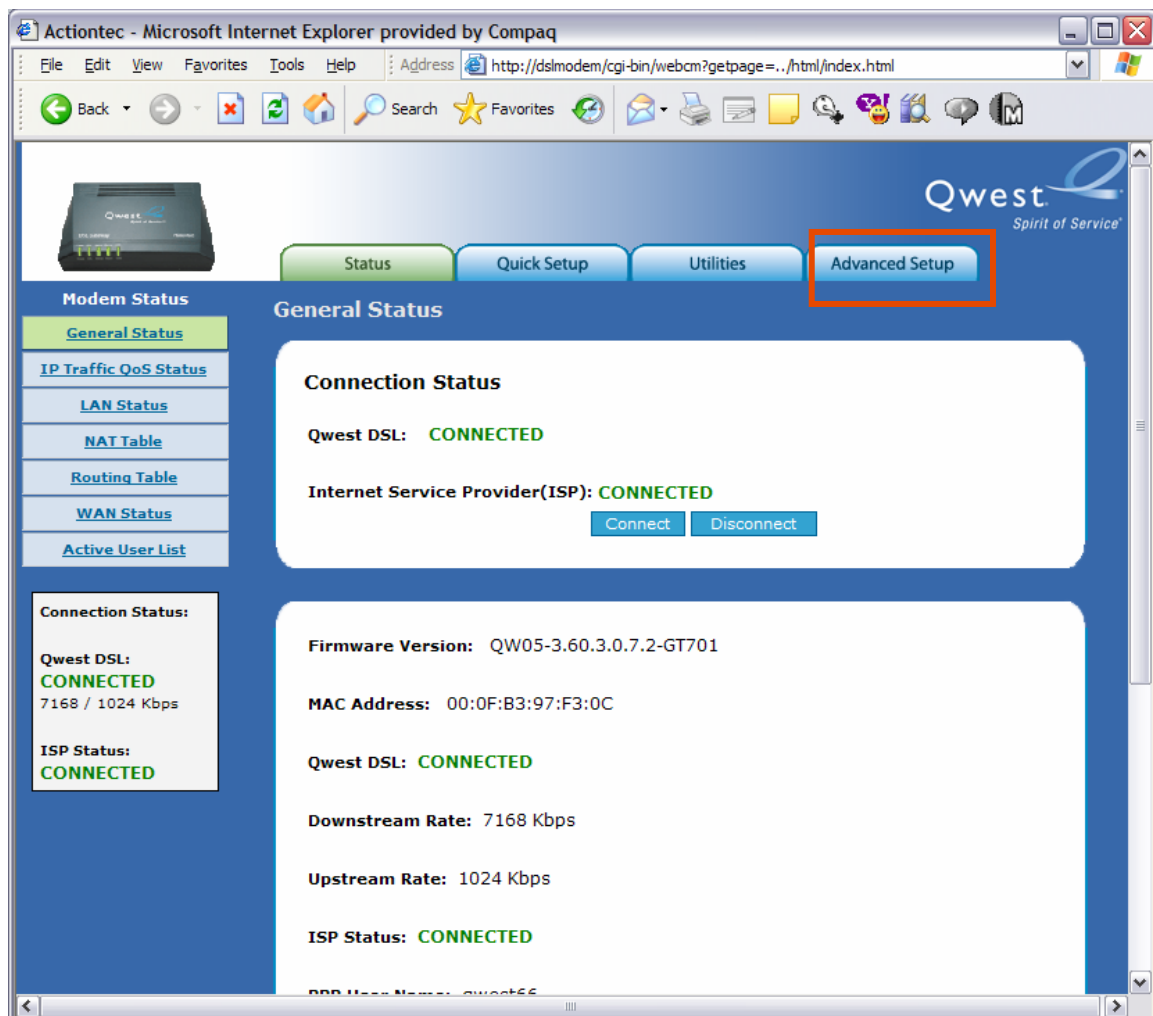 Actiontec - Microsoft Internet Explorer provided by Compaq
File Edit View Favorites Tools Help Address http://dslmodem/cgi-bin/webcm?getpage=../html/index.html
Back Search Favorites
Qwest
Qwest
Spirit of Service
Status Quick Setup Utilities Advanced Setup
Modem Status
General Status
IP Traffic QoS Status
LAN Status
NAT Table
Routing Table
WAN Status
Active User List
Connection Status:
Qwest DSL:
CONNECTED
7168 / 1024 Kbps
ISP Status:
CONNECTED
General Status
Connection Status
Qwest DSL: CONNECTED
Internet Service Provider(ISP): CONNECTED
Connect Disconnect
Firmware Version: QW05-3.60.3.0.7.2-GT701
MAC Address: 00:0F:B3:97:F3:0C
Qwest DSL: CONNECTED
Downstream Rate: 7168 Kbps
Upstream Rate: 1024 Kbps
ISP Status: CONNECTED
PPP User Name: qwest66